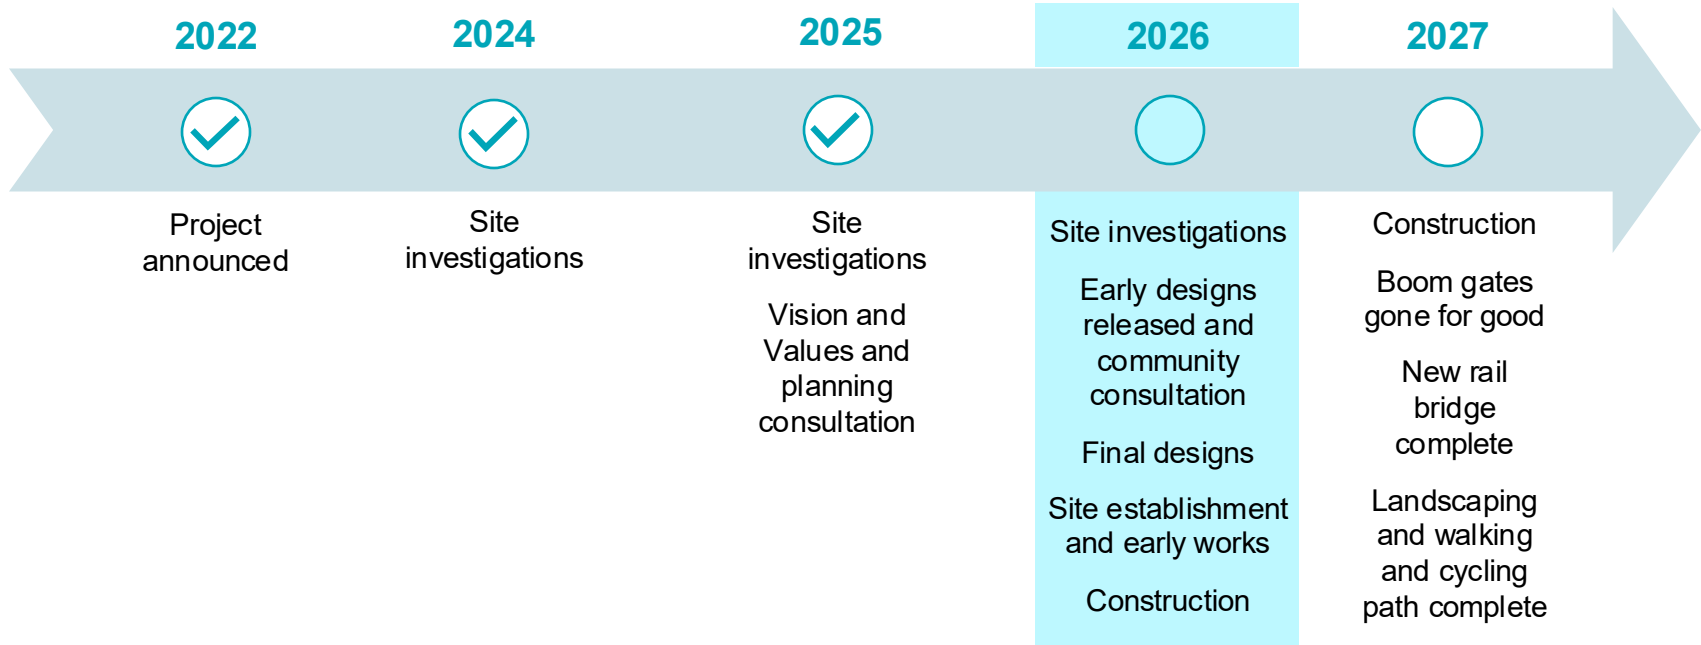 2022
Project
announced
2024
Site
investigations
2025
Site
investigations
Vision and
Values and
planning
consultation
2026
Site investigations
Early designs
released and
community
consultation
Final designs
Site establishment
and early works
Construction
2027
Construction
Boom gates
gone for good
New rail
bridge
complete
Landscaping
and walking
and cycling
path complete